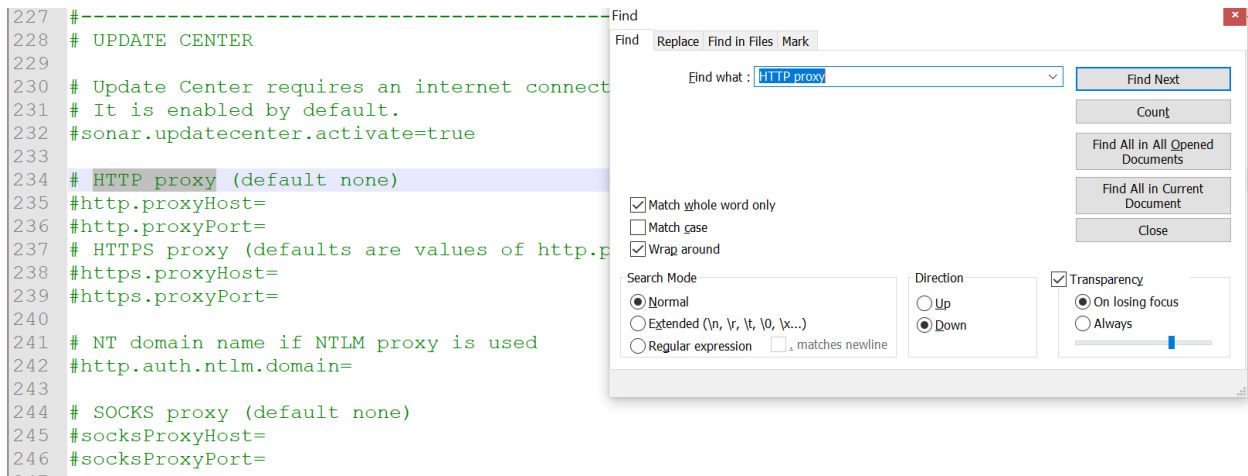 227 #----------------------------------------------------
228 # UPDATE CENTER
229
230 # Update Center requires an internet connect
231 # It is enabled by default.
232 #sonar.updatecenter.activate=true
233
234 # HTTP proxy (default none)
235 #http.proxyHost=
236 #http.proxyPort=
237 # HTTPS proxy (defaults are values of http.p
238 #https.proxyHost=
239 #https.proxyPort=
240
241 # NT domain name if NTLM proxy is used
242 #http.auth.ntlm.domain=
243
244 # SOCKS proxy (default none)
245 #socksProxyHost=
246 #socksProxyPort=
Find
Find Replace Find in Files Mark
Find what : HTTP proxy
Find Next
Count
Find All in All Opened
Documents
Find All in Current
Document
Close
Match whole word only
Match case
Wrap around
Search Mode
Normal
Extended (\n, \r, \t, \0, \x...)
Regular expression
. matches newline
Direction
Up
Down
Transparency
On losing focus
Always